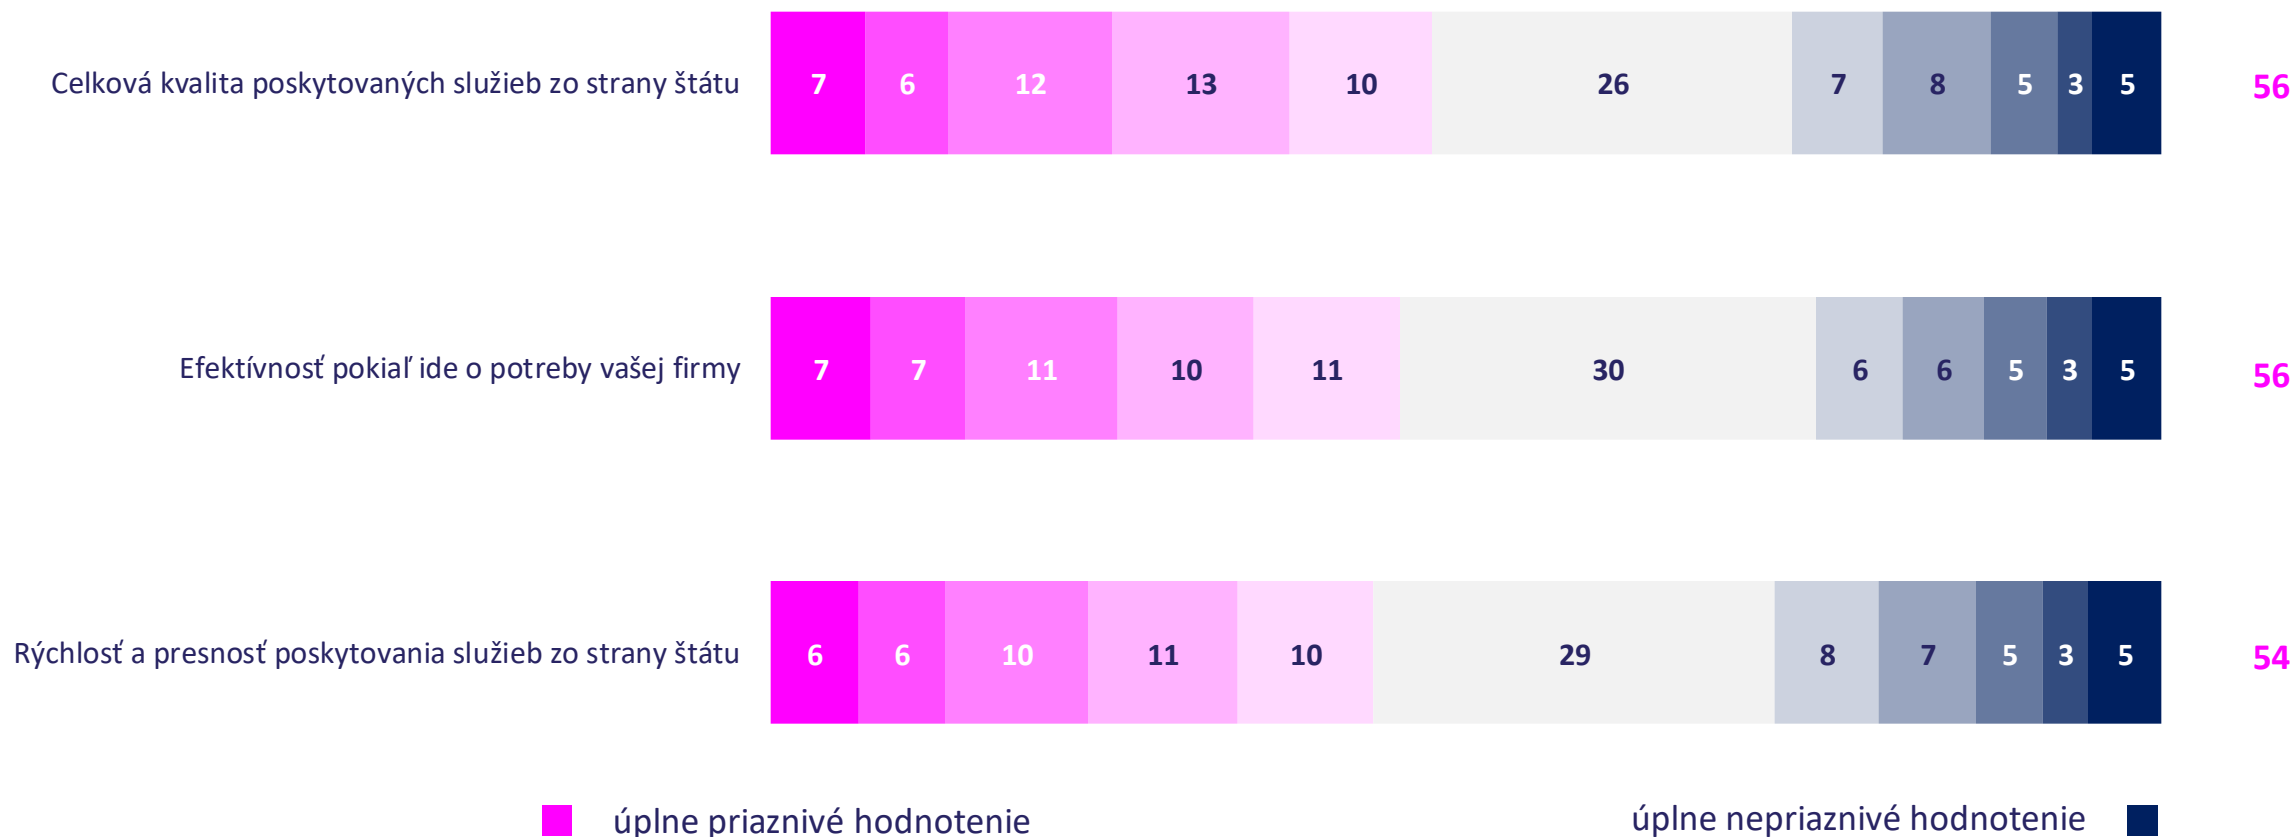 Celková kvalita poskytovaných služieb zo strany štátu 7 6 12 13 10 26 7 8 5 3 5 56
Efektívnosť pokiaľ ide o potreby vašej firmy 7 7 11 10 11 30 6 6 5 3 5 56
Rýchlosť a presnosť poskytovania služieb zo strany štátu 6 6 10 11 10 29 8 7 5 3 5 54
úplne priaznivé hodnotenie úplne nepriaznivé hodnotenie